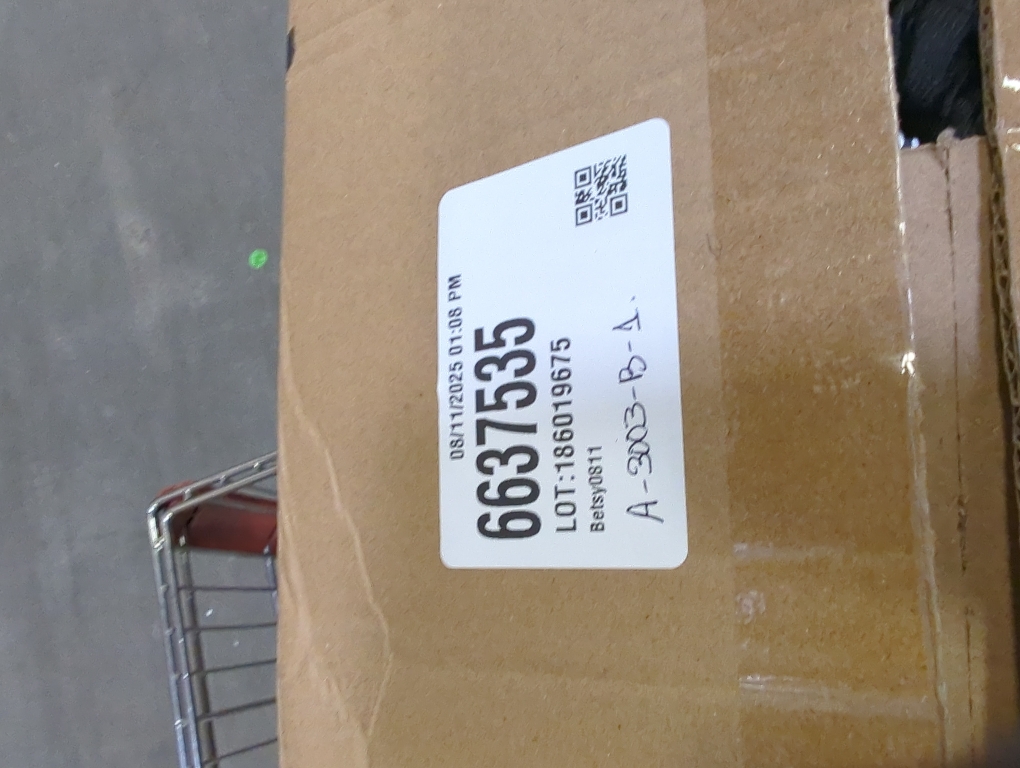 08/11/2025 01:08 PM
6637535
LOT:186019675
Betsy0811
A-3003-B-1.